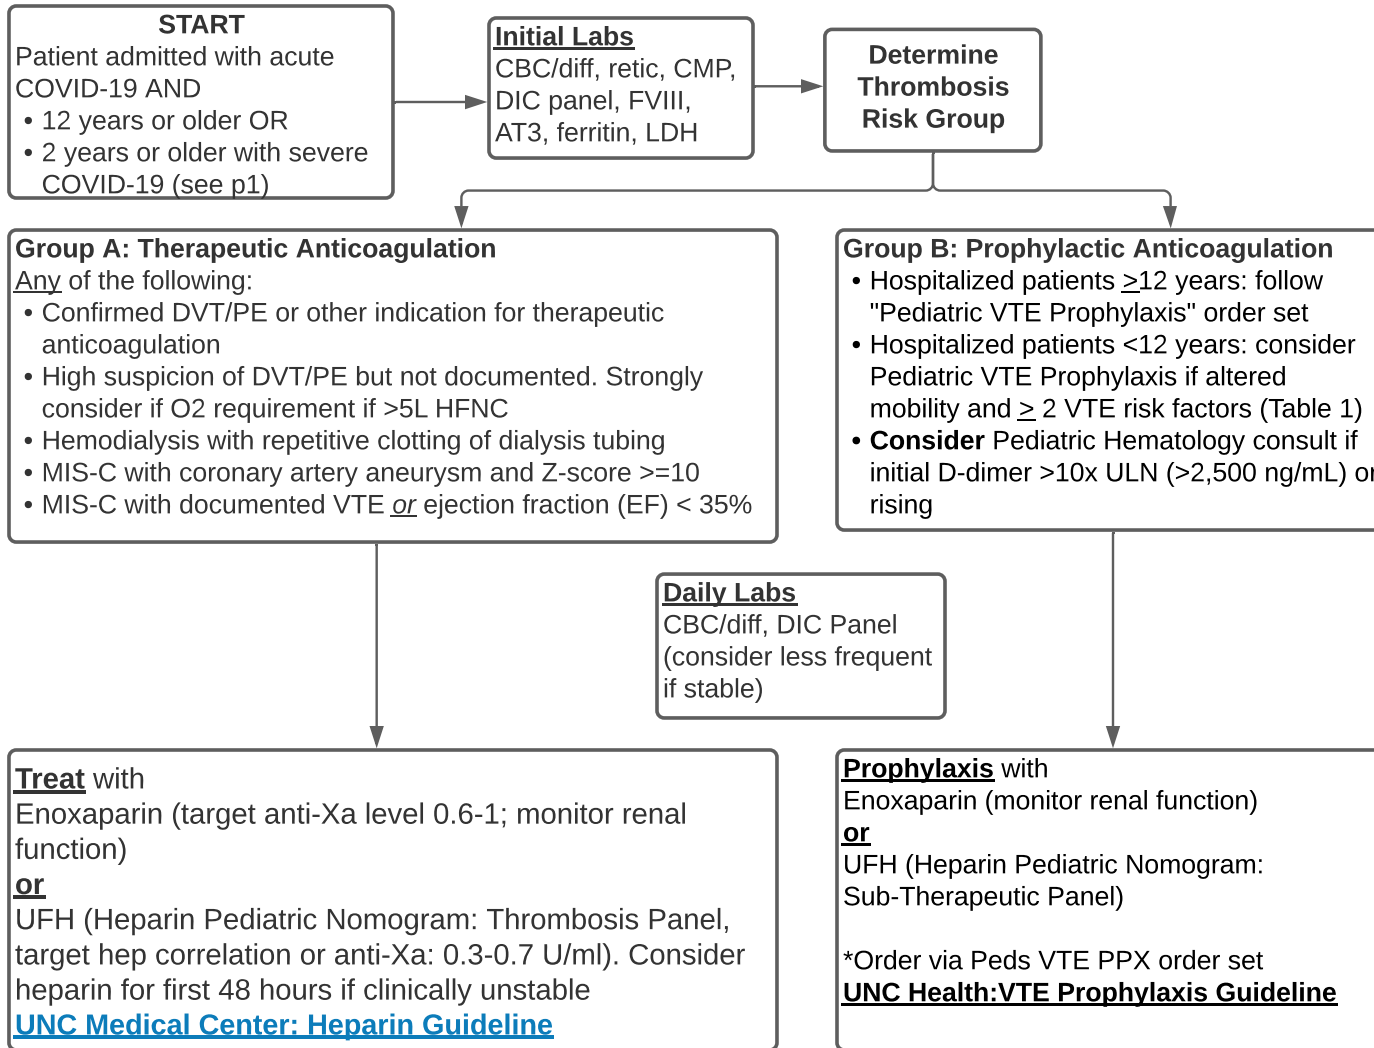 START
Patient admitted with acute
COVID-19 AND
• 12 years or older OR
• 2 years or older with severe
COVID-19 (see p1)
Initial Labs
CBC/diff, retic, CMP,
DIC panel, FVIII,
AT3, ferritin, LDH
Determine
Thrombosis
Risk Group
Group A: Therapeutic Anticoagulation
Any of the following:
• Confirmed DVT/PE or other indication for therapeutic
anticoagulation
• High suspicion of DVT/PE but not documented. Strongly
consider if O2 requirement if >5L HFNC
• Hemodialysis with repetitive clotting of dialysis tubing
• MIS-C with coronary artery aneurysm and Z-score >=10
• MIS-C with documented VTE or ejection fraction (EF) < 35%
Group B: Prophylactic Anticoagulation
• Hospitalized patients >12 years: follow
"Pediatric VTE Prophylaxis" order set
• Hospitalized patients <12 years: consider
Pediatric VTE Prophylaxis if altered
mobility and > 2 VTE risk factors (Table 1)
• Consider Pediatric Hematology consult if
initial D-dimer >10x ULN (>2,500 ng/mL) or
rising
Daily Labs
CBC/diff, DIC Panel
(consider less frequent
if stable)
Treat with
Enoxaparin (target anti-Xa level 0.6-1; monitor renal
function)
or
UFH (Heparin Pediatric Nomogram: Thrombosis Panel,
target hep correlation or anti-Xa: 0.3-0.7 U/ml). Consider
heparin for first 48 hours if clinically unstable
UNC Medical Center: Heparin Guideline
Prophylaxis with
Enoxaparin (monitor renal function)
or
UFH (Heparin Pediatric Nomogram:
Sub-Therapeutic Panel)
*Order via Peds VTE PPX order set
UNC Health:VTE Prophylaxis Guideline